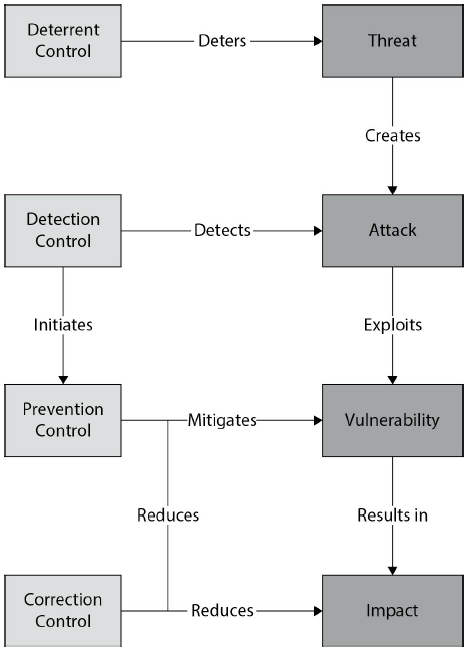 Deterrent
Control
Deters
Threat
Creates
Detection
Control
Detects
Attack
Initiates
Exploits
Prevention
Control
Mitigates
Vulnerability
Reduces
Results in
Correction
Control
Reduces
Impact